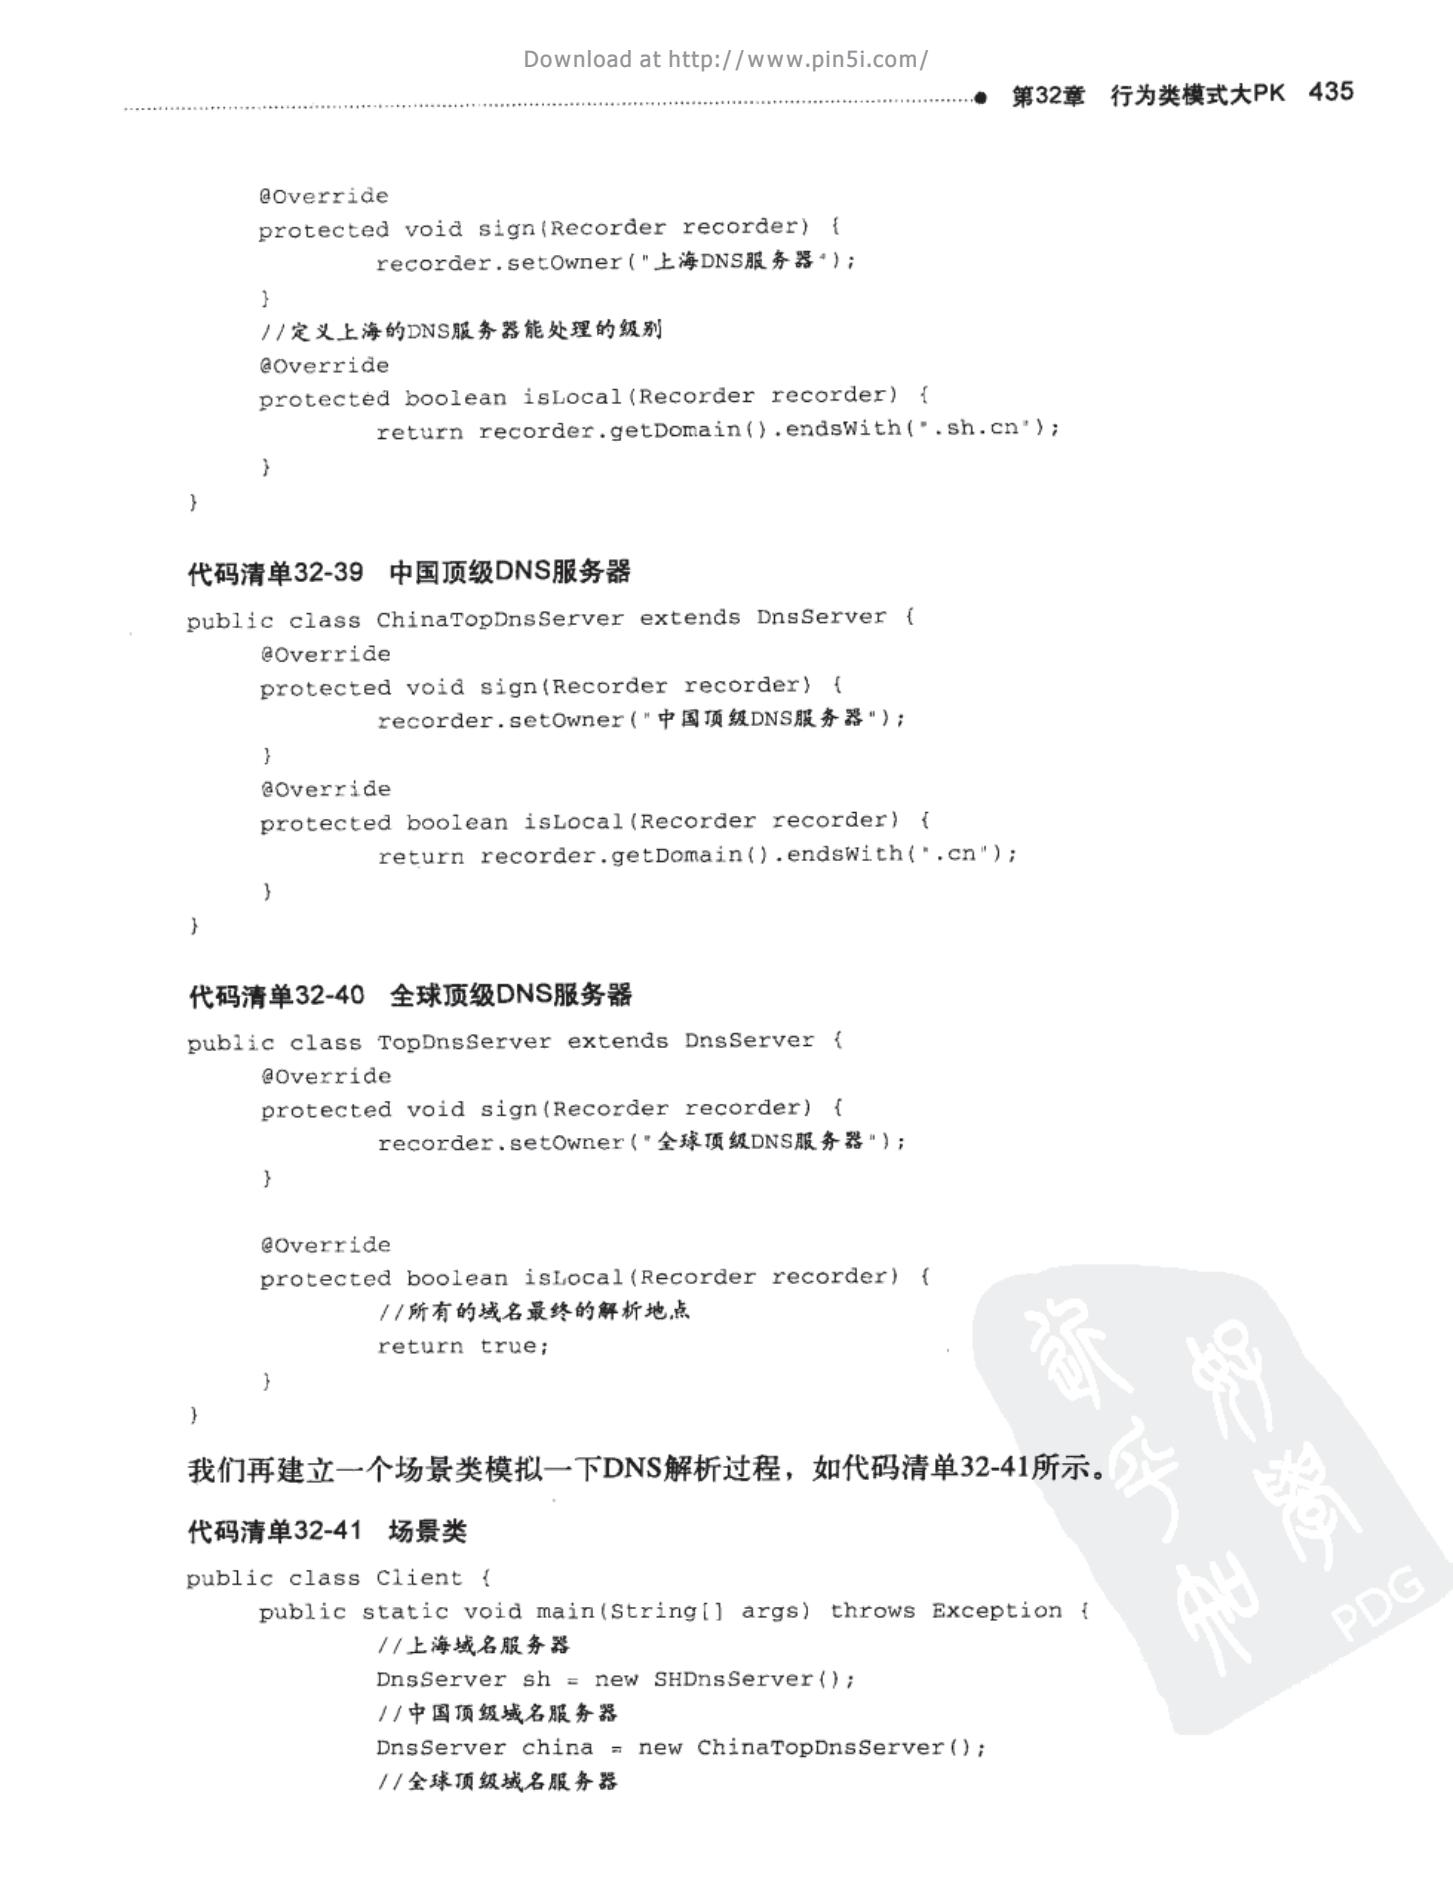 Download at http://www.pin5i.com/
第32章 行为类模式大PK 435
@Override
protected void sign(Recorder recorder) {
recorder.setOwner("上海DNS服务器");
}
//定义上海的DNS服务器能处理的级别
@Override
protected boolean isLocal(Recorder recorder) {
return recorder.getDomain().endsWith(".sh.cn");
}
}
代码清单32-39 中国顶级DNS服务器
public class ChinaTopDnsServer extends DnsServer {
@Override
protected void sign(Recorder recorder) {
recorder.setOwner("中国顶级DNS服务器");
}
@Override
protected boolean isLocal(Recorder recorder) {
return recorder.getDomain().endsWith(".cn");
}
}
代码清单32-40 全球顶级DNS服务器
public class TopDnsServer extends DnsServer {
@Override
protected void sign(Recorder recorder) {
recorder.setOwner("全球顶级DNS服务器");
}
@Override
protected boolean isLocal(Recorder recorder) {
//所有的域名最终的解析地点
return true;
}
}
我们再建立一个场景类模拟一下DNS解析过程，如代码清单32-41所示。
代码清单32-41 场景类
public class Client {
public static void main(String[] args) throws Exception {
//上海域名服务器
DnsServer sh = new SHDnsServer();
//中国顶级域名服务器
DnsServer china = new ChinaTopDnsServer();
//全球顶级域名服务器
PDG